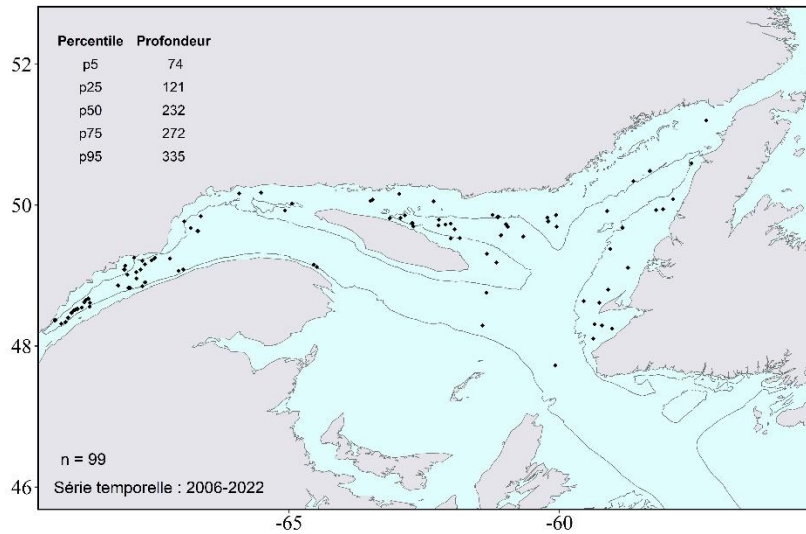 Percentile Profondeur
p5 74
p25 121
p50 232
p75 272
p95 335
52
50
48
46
n = 99
Série temporelle : 2006-2022
-65 -60